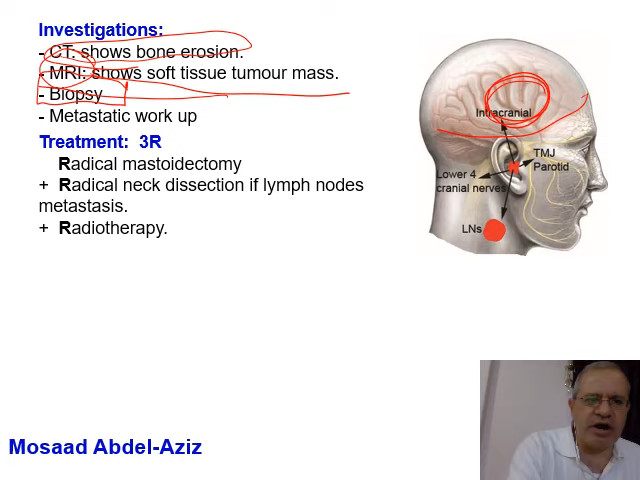 Investigations:
- CT: shows bone erosion.
- MRI: shows soft tissue tumour mass.
- Biopsy
- Metastatic work up
Treatment:  3R
Radical mastoidectomy
+  Radical neck dissection if lymph nodes
metastasis.
+  Radiotherapy.
Intracranial
TMJ
Parotid
Lower 4
cranial nerves
LNs
Mosaad Abdel-Aziz